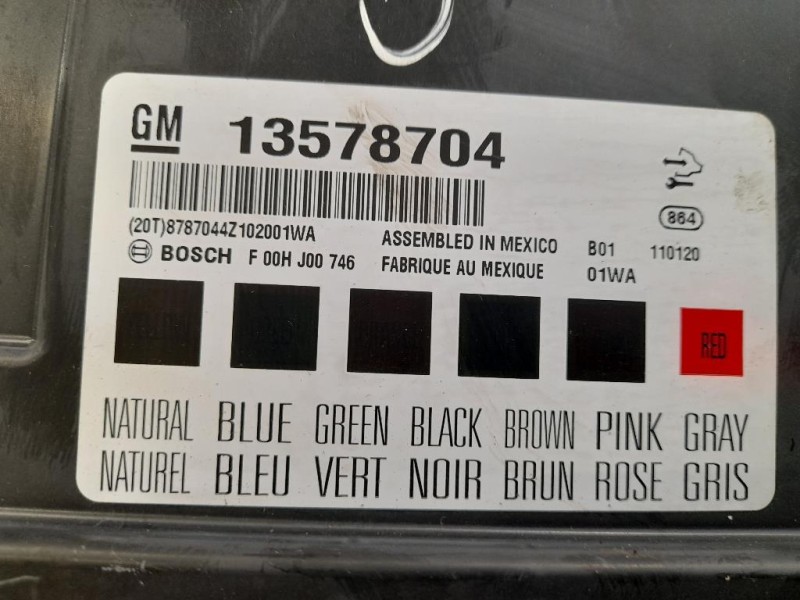 GM 13578704
864
(20T)8787044Z102001WA
ASSEMBLED IN MEXICO B01 110120
BOSCH F 00H J00 746 FABRIQUE AU MEXIQUE 01WA
RED
NATURAL BLUE GREEN BLACK BROWN PINK GRAY
NATUREL BLEU VERT NOIR BRUN ROSE GRIS